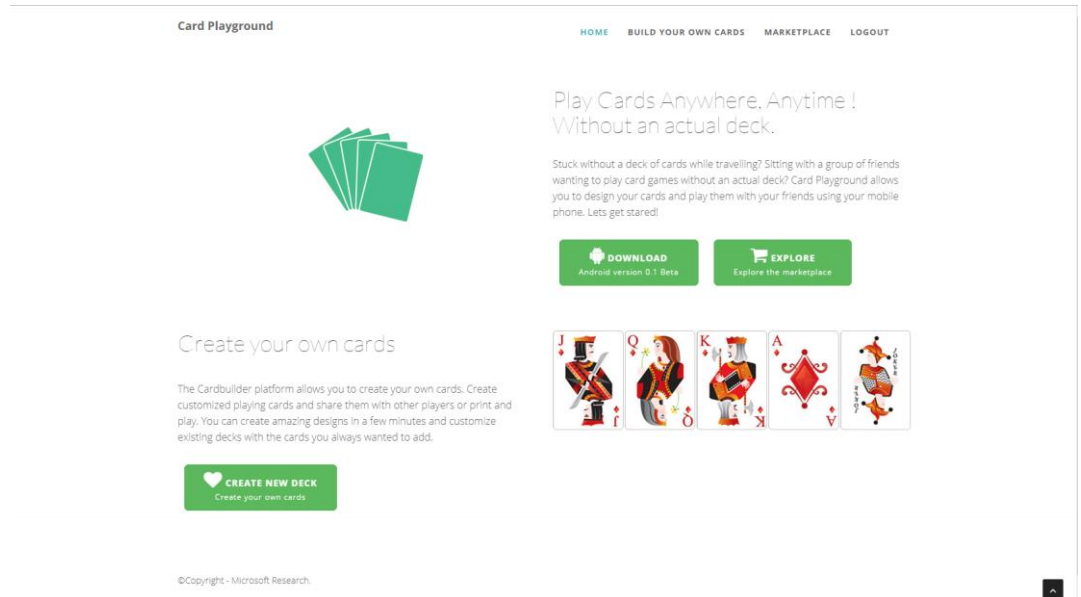 Card Playground
HOME BUILD YOUR OWN CARDS MARKETPLACE LOGOUT
Play Cards Anywhere, Anytime !
Without an actual deck.
Stuck without a deck of cards while travelling? Sitting with a group of friends
wanting to play card games without an actual deck? Card Playground allows
you to design your cards and play them with your friends using your mobile
phone. Lets get stared!
DOWNLOAD
Android version 0.1 Beta
EXPLORE
Explore the marketplace
Create your own cards
The Cardbuilder platform allows you to create your own cards. Create
customized playing cards and share them with other players or print and
play. You can create amazing designs in a few minutes and customize
existing decks with the cards you always wanted to add.
CREATE NEW DECK
Create your own cards
J
J
Q
Q
K
K
A
A
JOKER
JOKER
©Copyright - Microsoft Research.